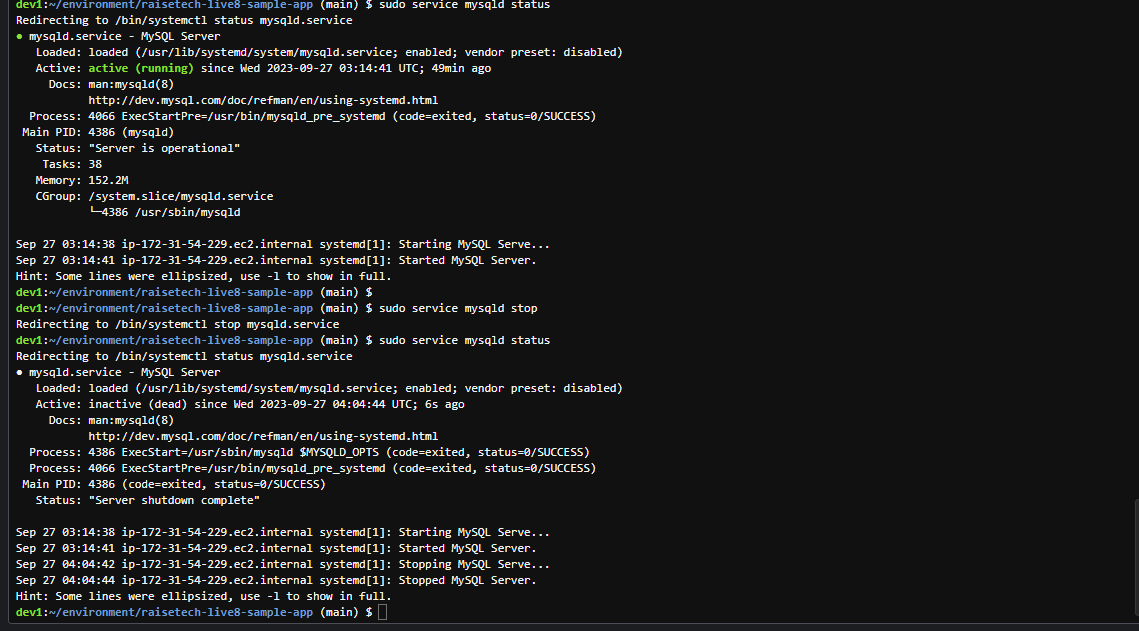 dev1:~/environment/raisetech-live8-sample-app (main) $ sudo service mysqld status
Redirecting to /bin/systemctl status mysqld.service
● mysqld.service - MySQL Server
   Loaded: loaded (/usr/lib/systemd/system/mysqld.service; enabled; vendor preset: disabled)
   Active: active (running) since Wed 2023-09-27 03:14:41 UTC; 49min ago
     Docs: man:mysqld(8)
           http://dev.mysql.com/doc/refman/en/using-systemd.html
  Process: 4066 ExecStartPre=/usr/bin/mysqld_pre_systemd (code=exited, status=0/SUCCESS)
 Main PID: 4386 (mysqld)
   Status: "Server is operational"
    Tasks: 38
   Memory: 152.2M
   CGroup: /system.slice/mysqld.service
           └─4386 /usr/sbin/mysqld
Sep 27 03:14:38 ip-172-31-54-229.ec2.internal systemd[1]: Starting MySQL Serve...
Sep 27 03:14:41 ip-172-31-54-229.ec2.internal systemd[1]: Started MySQL Server.
Hint: Some lines were ellipsized, use -l to show in full.
dev1:~/environment/raisetech-live8-sample-app (main) $
dev1:~/environment/raisetech-live8-sample-app (main) $ sudo service mysqld stop
Redirecting to /bin/systemctl stop mysqld.service
dev1:~/environment/raisetech-live8-sample-app (main) $ sudo service mysqld status
Redirecting to /bin/systemctl status mysqld.service
● mysqld.service - MySQL Server
   Loaded: loaded (/usr/lib/systemd/system/mysqld.service; enabled; vendor preset: disabled)
   Active: inactive (dead) since Wed 2023-09-27 04:04:44 UTC; 6s ago
     Docs: man:mysqld(8)
           http://dev.mysql.com/doc/refman/en/using-systemd.html
  Process: 4386 ExecStart=/usr/sbin/mysqld $MYSQLD_OPTS (code=exited, status=0/SUCCESS)
  Process: 4066 ExecStartPre=/usr/bin/mysqld_pre_systemd (code=exited, status=0/SUCCESS)
 Main PID: 4386 (code=exited, status=0/SUCCESS)
   Status: "Server shutdown complete"
Sep 27 03:14:38 ip-172-31-54-229.ec2.internal systemd[1]: Starting MySQL Serve...
Sep 27 03:14:41 ip-172-31-54-229.ec2.internal systemd[1]: Started MySQL Server.
Sep 27 04:04:42 ip-172-31-54-229.ec2.internal systemd[1]: Stopping MySQL Serve...
Sep 27 04:04:44 ip-172-31-54-229.ec2.internal systemd[1]: Stopped MySQL Server.
Hint: Some lines were ellipsized, use -l to show in full.
dev1:~/environment/raisetech-live8-sample-app (main) $